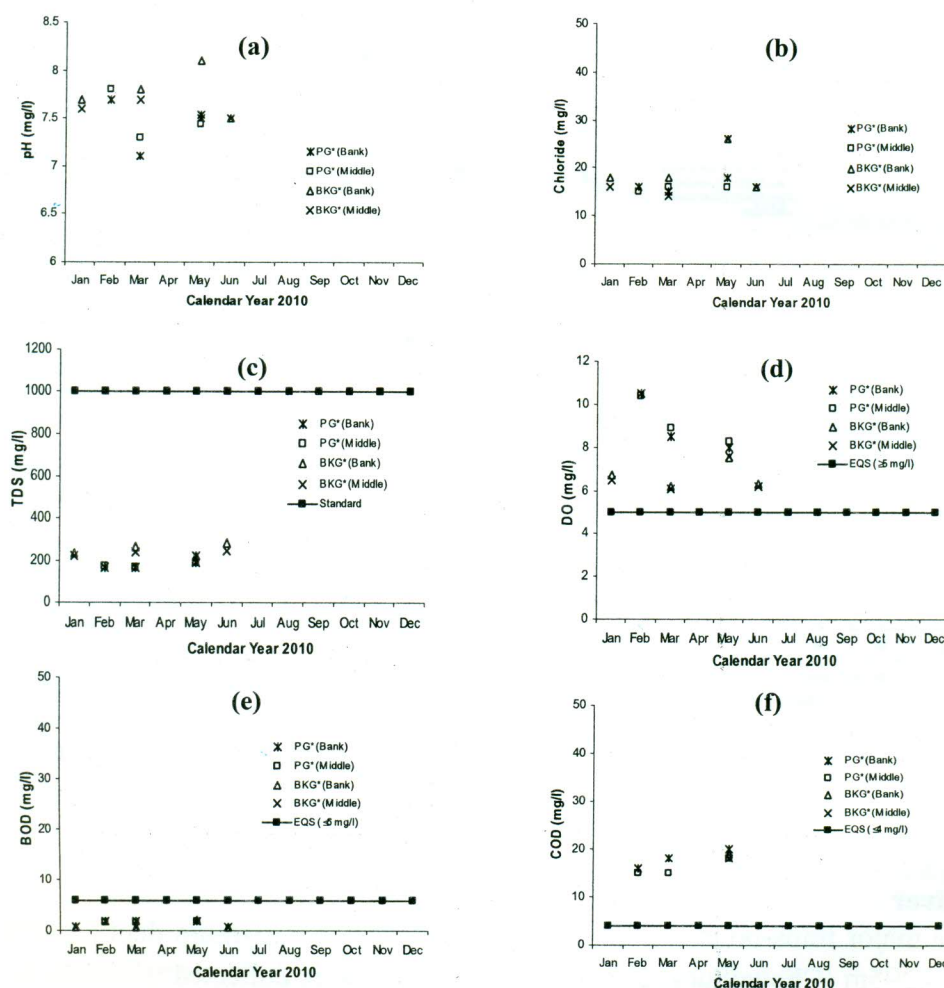 (a)
8.5
8
7.5
7
6.5
6
pH (mg/l)
PG*(Bank)
PG*(Middle)
BKG*(Bank)
BKG*(Middle)
Jan Feb Mar Apr May Jun Jul Aug Sep Oct Nov Dec
Calendar Year 2010
(b)
50
40
30
20
10
0
Chloride (mg/l)
PG*(Bank)
PG*(Middle)
BKG*(Bank)
BKG*(Middle)
Jan Feb Mar Apr May Jun Jul Aug Sep Oct Nov Dec
Calendar Year 2010
(c)
1200
1000
800
600
400
200
0
TDS (mg/l)
PG*(Bank)
PG*(Middle)
BKG*(Bank)
BKG*(Middle)
Standard
Jan Feb Mar Apr May Jun Jul Aug Sep Oct Nov Dec
Calendar Year 2010
(d)
12
10
8
6
4
2
0
DO (mg/l)
PG*(Bank)
PG*(Middle)
BKG*(Bank)
BKG*(Middle)
EQS (≥5 mg/l)
Jan Feb Mar Apr May Jun Jul Aug Sep Oct Nov Dec
Calendar Year 2010
(e)
50
40
30
20
10
0
BOD (mg/l)
PG*(Bank)
PG*(Middle)
BKG*(Bank)
BKG*(Middle)
EQS (≤6 mg/l)
Jan Feb Mar Apr May Jun Jul Aug Sep Oct Nov Dec
Calendar Year 2010
(f)
50
40
30
20
10
0
COD (mg/l)
PG*(Bank)
PG*(Middle)
BKG*(Bank)
BKG*(Middle)
EQS (≤4 mg/l)
Jan Feb Mar Apr May Jun Jul Aug Sep Oct Nov Dec
Calendar Year 2010